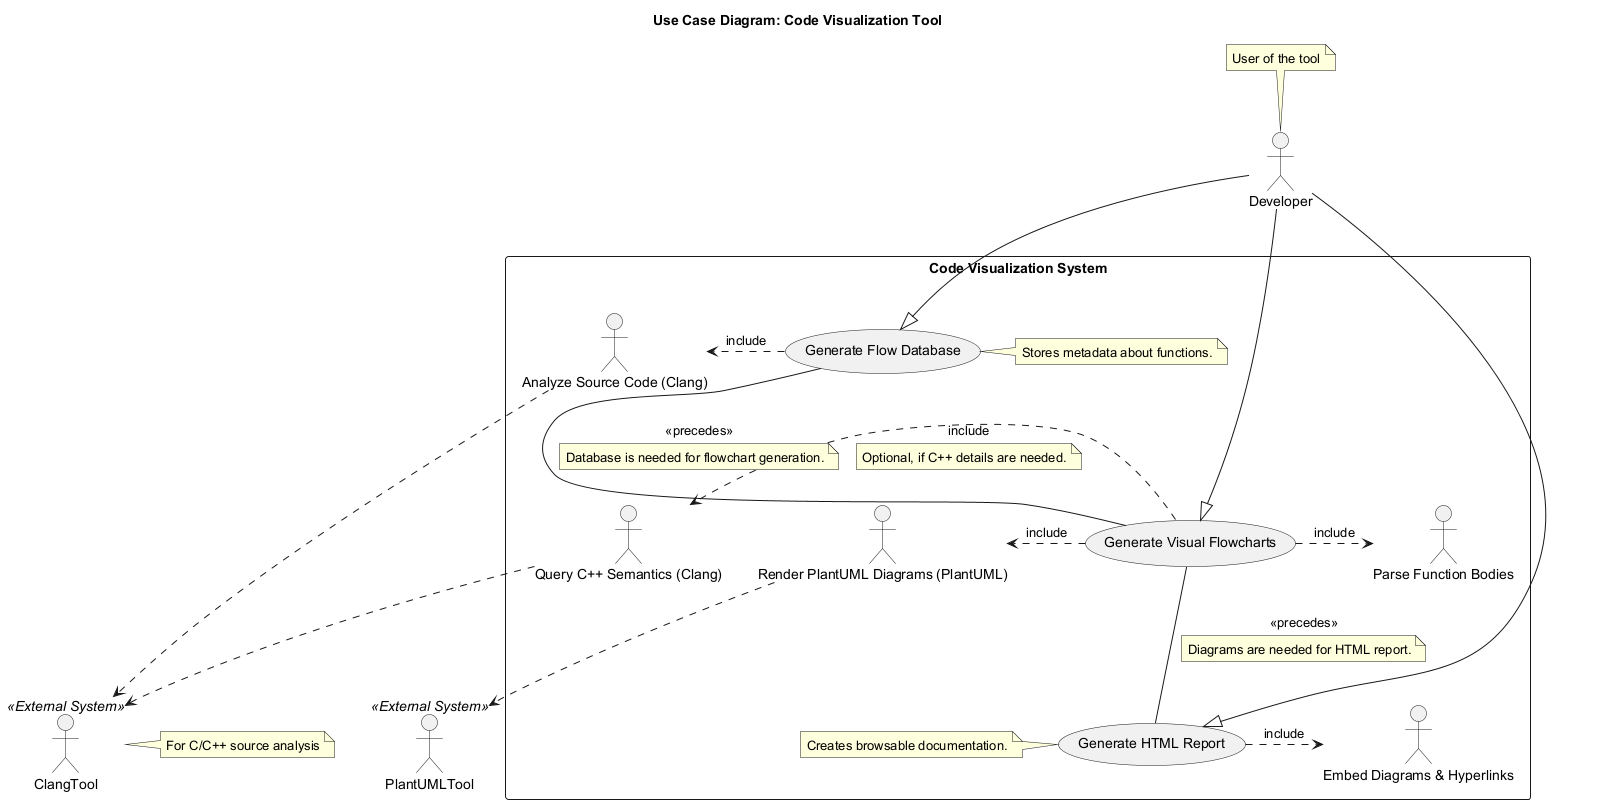 Use Case Diagram: Code Visualization Tool
User of the tool
Developer
Code Visualization System
include
Generate Flow Database
Stores metadata about functions.
Analyze Source Code (Clang)
«precedes»
include
Database is needed for flowchart generation.
Optional, if C++ details are needed.
include
Generate Visual Flowcharts
include
Query C++ Semantics (Clang)
Render PlantUML Diagrams (PlantUML)
Parse Function Bodies
«precedes»
Diagrams are needed for HTML report.
«External System»
«External System»
For C/C++ source analysis
Creates browsable documentation.
Generate HTML Report
include
ClangTool
PlantUMLTool
Embed Diagrams & Hyperlinks